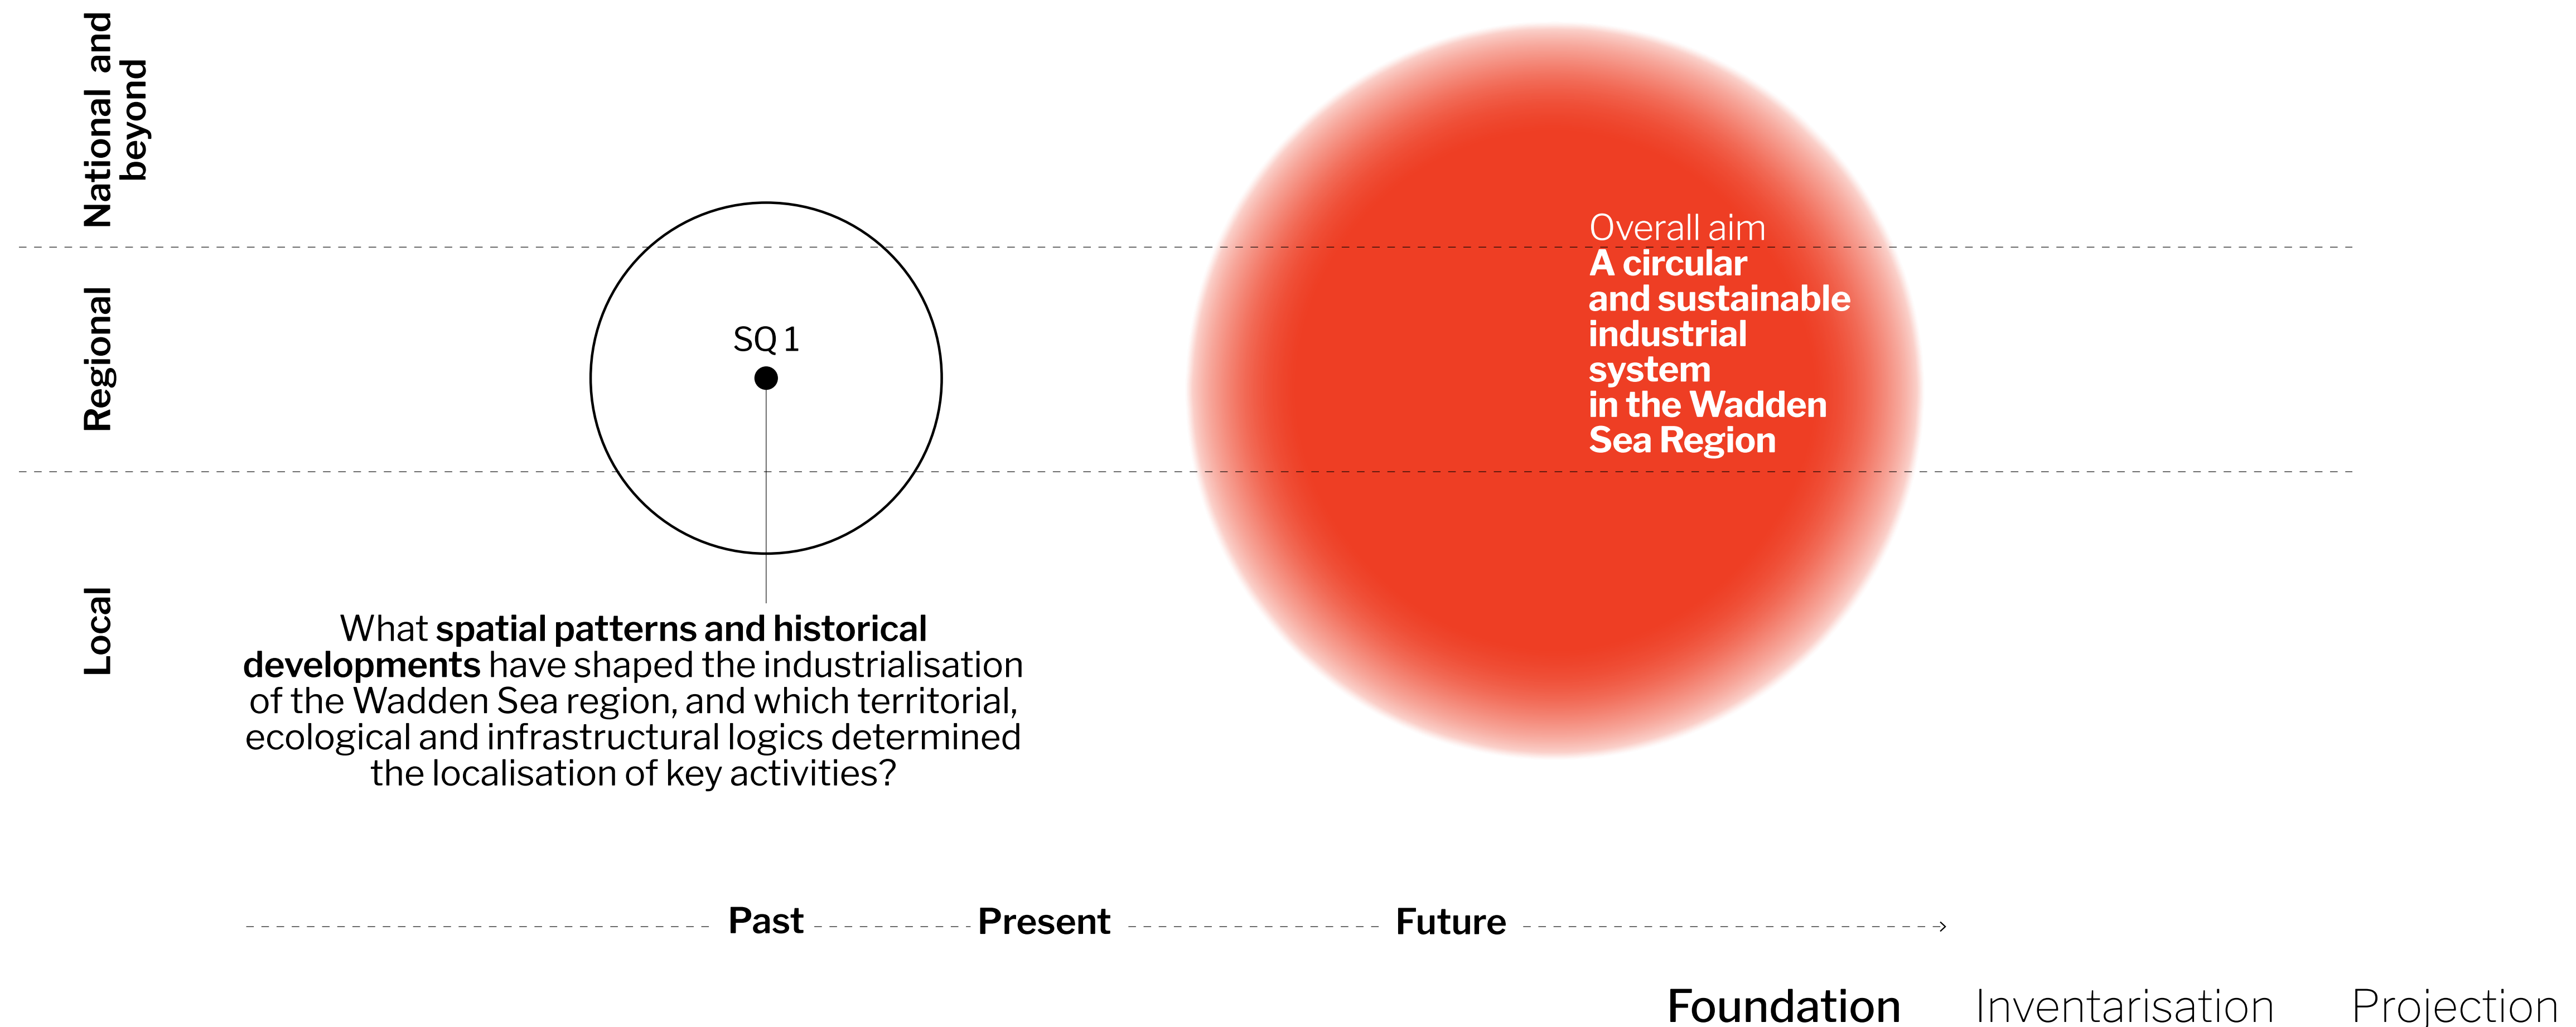 National and
beyond
Regional
Local
SQ 1
What spatial patterns and historical
developments have shaped the industrialisation
of the Wadden Sea region, and which territorial,
ecological and infrastructural logics determined
the localisation of key activities?
Overall aim
A circular
and sustainable
industrial
system
in the Wadden
Sea Region
Past
Present
Future
Foundation
Inventarisation
Projection